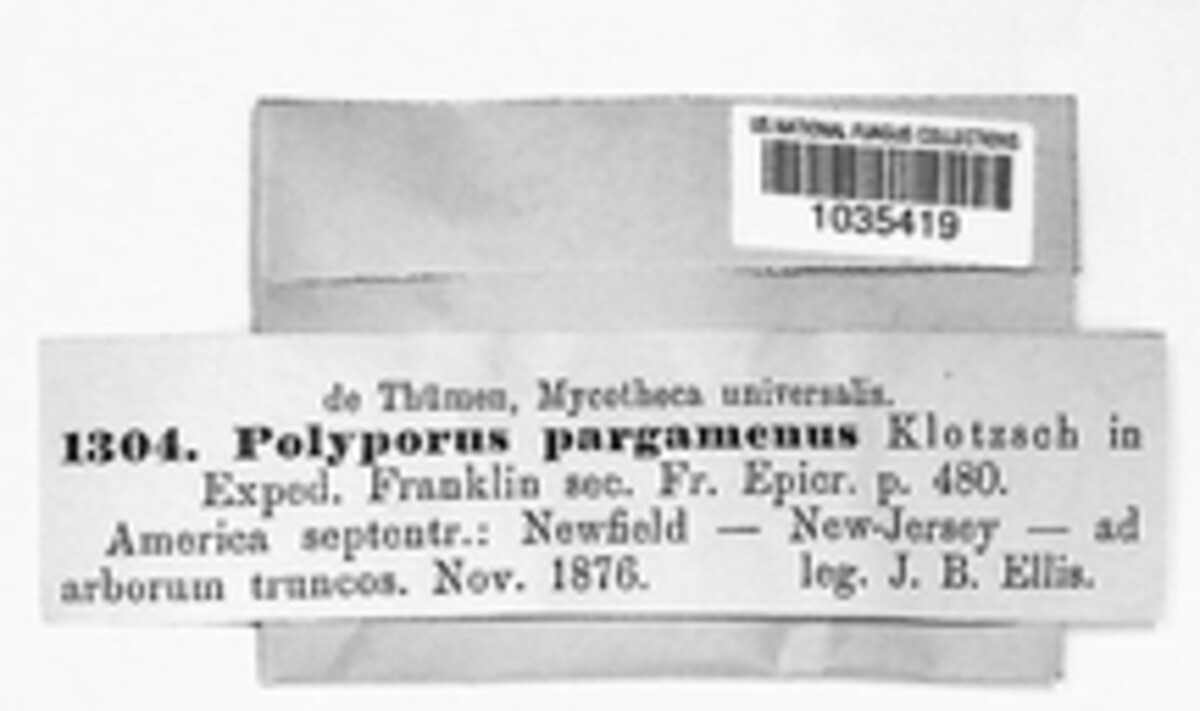 US NATIONAL FUNGUS COLLECTIONS
1035419
de Thümen, Mycotheca universalis.
1304. Polyporus pargamenus Klotzsch in
Exped. Franklin sec. Fr. Epicr. p. 480.
America septentr.: Newfield — New-Jersey — ad
arborum truncos. Nov. 1876. leg. J. B. Ellis.